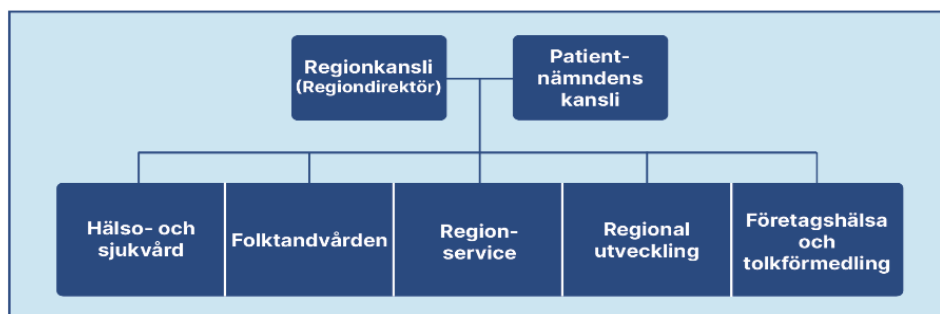 Regionkansli
(Regiondirektör)
Patient-
nämndens
kansli
Hälso- och
sjukvård
Folktandvården
Region-
service
Regional
utveckling
Företagshälsa
och
tolkförmedling